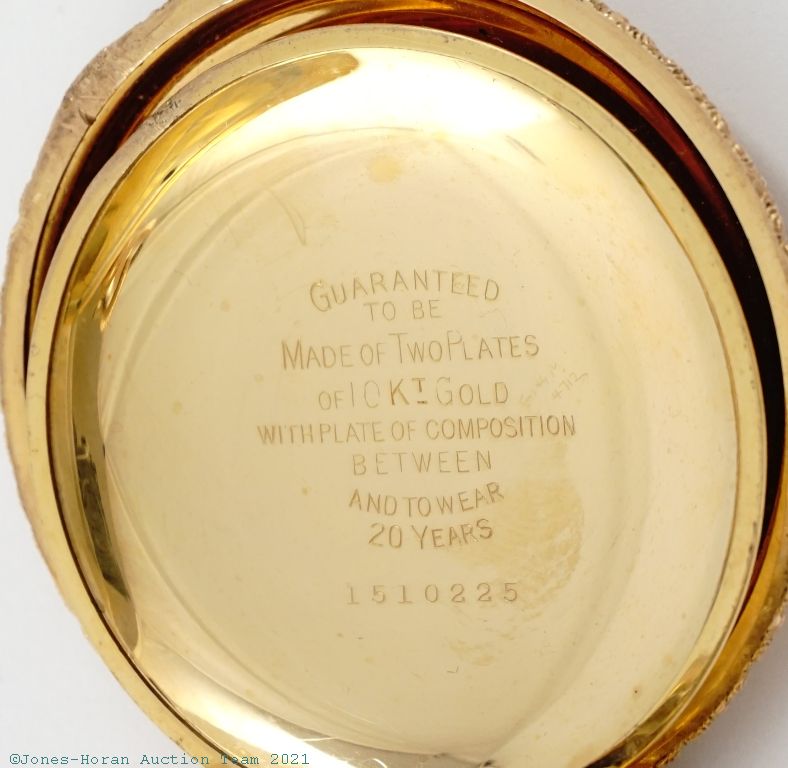 GUARANTEED
TO BE
MADE OF TWO PLATES
OF 10 KT GOLD
WITH PLATE OF COMPOSITION
BETWEEN
AND TO WEAR
20 YEARS
1510225
©Jones-Horan Auction Team 2021